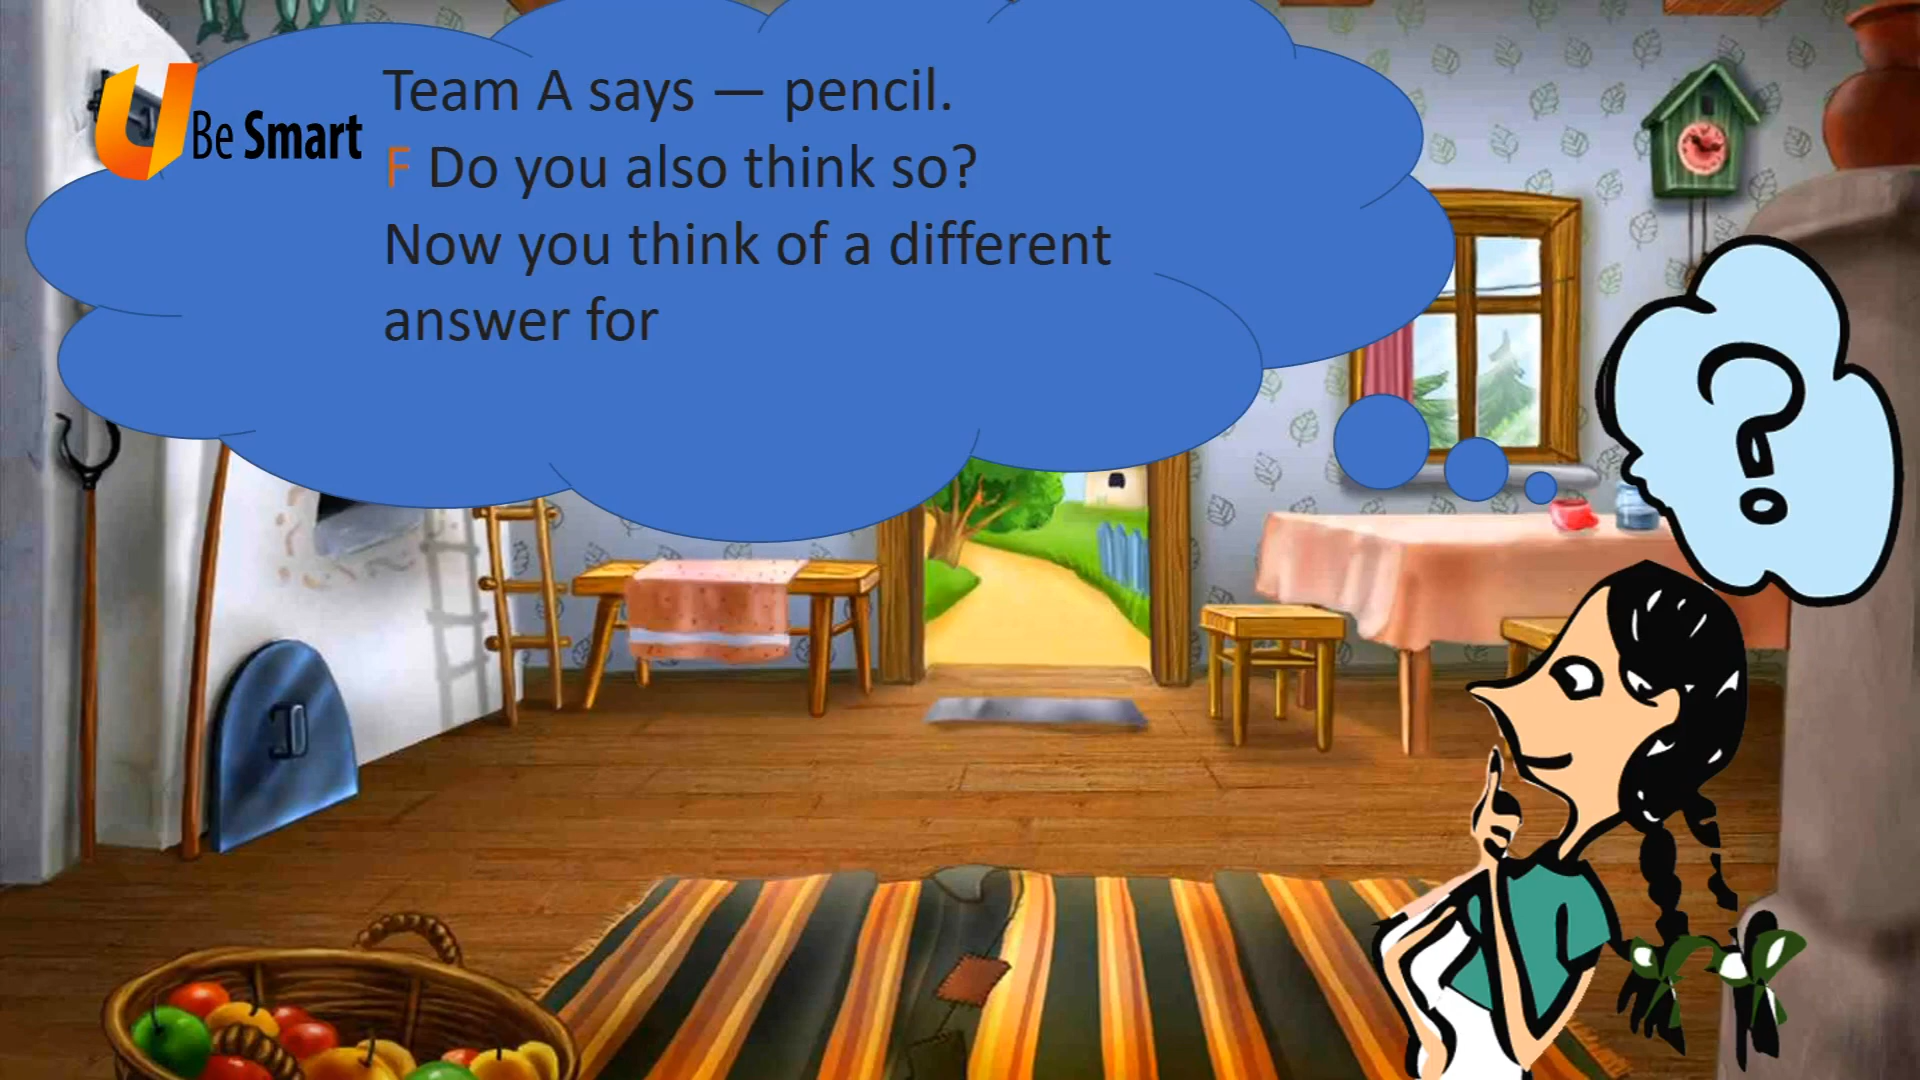 U Be Smart
Team A says — pencil.
F Do you also think so?
Now you think of a different
answer for
?